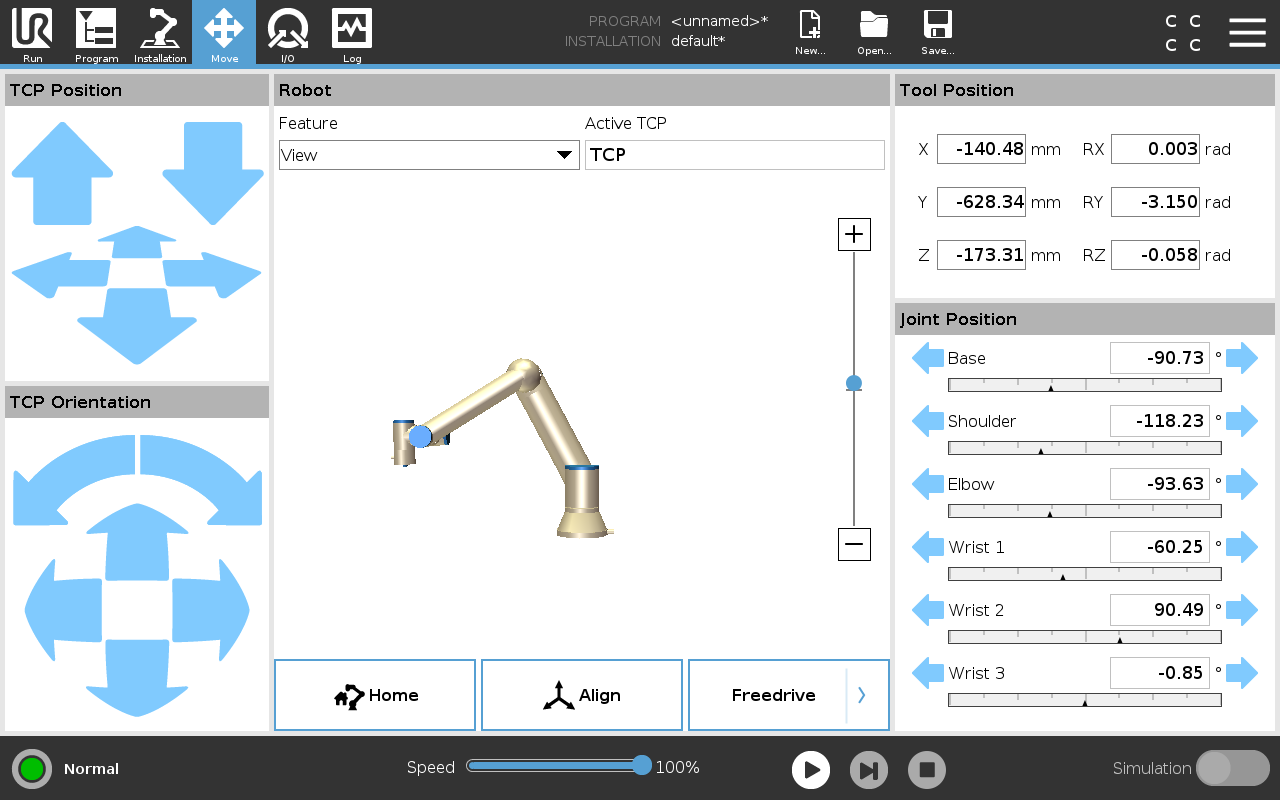 PROGRAM <unnamed>*
INSTALLATION default*
C C
C C
Run Program Installation Move I/O Log New... Open... Save...
TCP Position
Robot
Feature
View
Active TCP
TCP
Home
Align
Freedrive
TCP Orientation
Tool Position
X -140.48 mm RX 0.003 rad
Y -628.34 mm RY -3.150 rad
Z -173.31 mm RZ -0.058 rad
Joint Position
Base -90.73 °
Shoulder -118.23 °
Elbow -93.63 °
Wrist 1 -60.25 °
Wrist 2 90.49 °
Wrist 3 -0.85 °
Normal
Speed 100%
Simulation